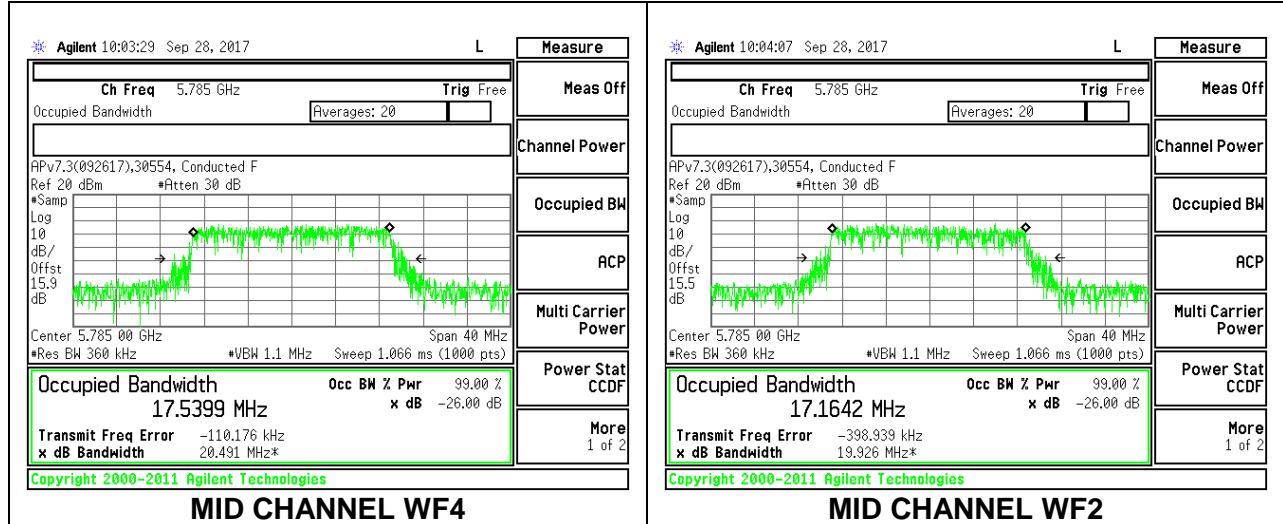 Agilent 10:03:29 Sep 28, 2017 L
Measure
Ch Freq 5.785 GHz Trig Free
Occupied Bandwidth Averages: 20
APv7.3(092617),30554, Conducted F
Ref 20 dBm #Atten 30 dB
#Samp
Log
10
dB/
Offst
15.9
dB
Center 5.785 00 GHz Span 40 MHz
#Res BW 360 kHz #VBW 1.1 MHz Sweep 1.066 ms (1000 pts)
Occupied Bandwidth Occ BW % Pwr 99.00 %
17.5399 MHz x dB -26.00 dB
Transmit Freq Error -110.176 kHz
x dB Bandwidth 20.491 MHz*
Copyright 2000-2011 Agilent Technologies
Meas Off
Channel Power
Occupied BW
ACP
Multi Carrier
Power
Power Stat
CCDF
More
1 of 2
MID CHANNEL WF4
Agilent 10:04:07 Sep 28, 2017 L
Measure
Ch Freq 5.785 GHz Trig Free
Occupied Bandwidth Averages: 20
APv7.3(092617),30554, Conducted F
Ref 20 dBm #Atten 30 dB
#Samp
Log
10
dB/
Offst
15.5
dB
Center 5.785 00 GHz Span 40 MHz
#Res BW 360 kHz #VBW 1.1 MHz Sweep 1.066 ms (1000 pts)
Occupied Bandwidth Occ BW % Pwr 99.00 %
17.1642 MHz x dB -26.00 dB
Transmit Freq Error -398.939 kHz
x dB Bandwidth 19.926 MHz*
Copyright 2000-2011 Agilent Technologies
Meas Off
Channel Power
Occupied BW
ACP
Multi Carrier
Power
Power Stat
CCDF
More
1 of 2
MID CHANNEL WF2